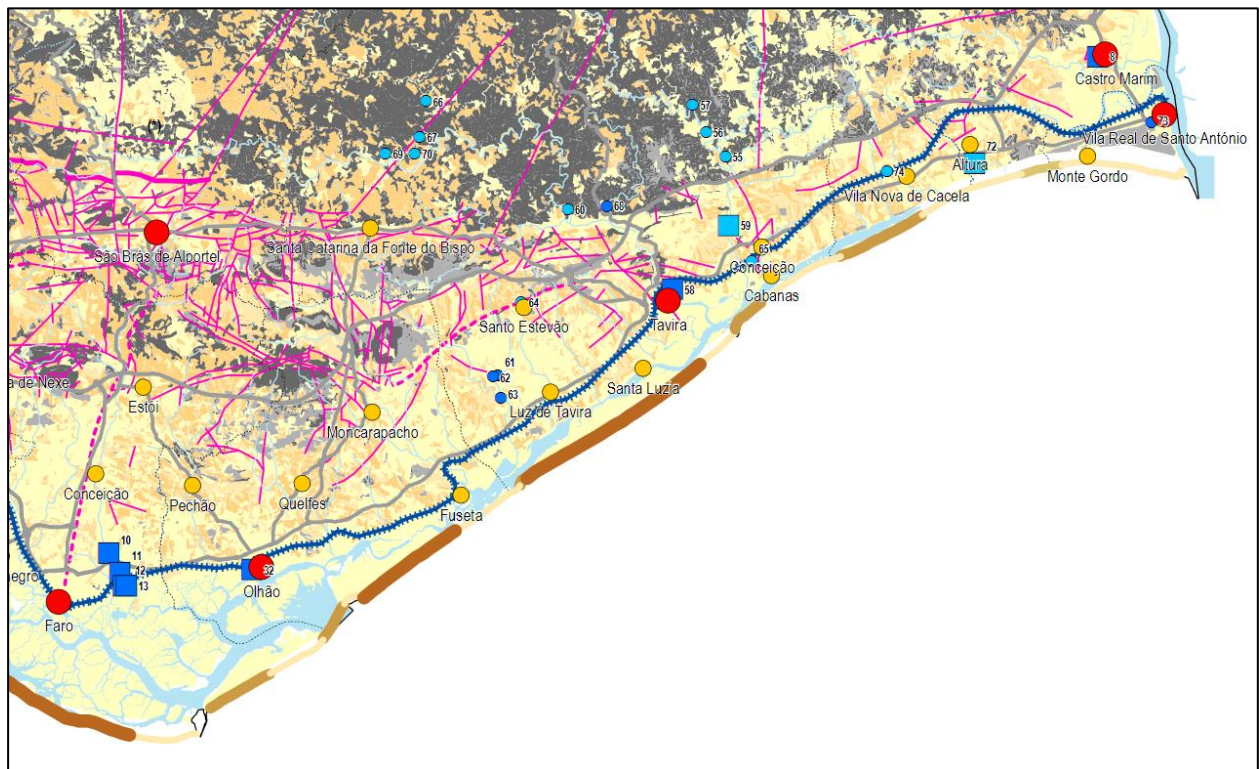 8
Castro Marim
57
66
56
73
67
(*)
Vila Real de Santo António
72
69
70
55
Altura
Monte Gordo
74
Vila Nova de Cacela
60
68
59
Santa Catarina da Fonte do Bispo
São Brás de Alportel
65
Conceição
Cabanas
58
64
Santo Estevão
Tavira
61
62
a de Nexe
Santa Luzia
63
Estói
Luz de Tavira
Moncarapacho
Conceição
Pechão
Quelfes
Fuseta
10
11
12
32
negro
13
Olhão
Faro